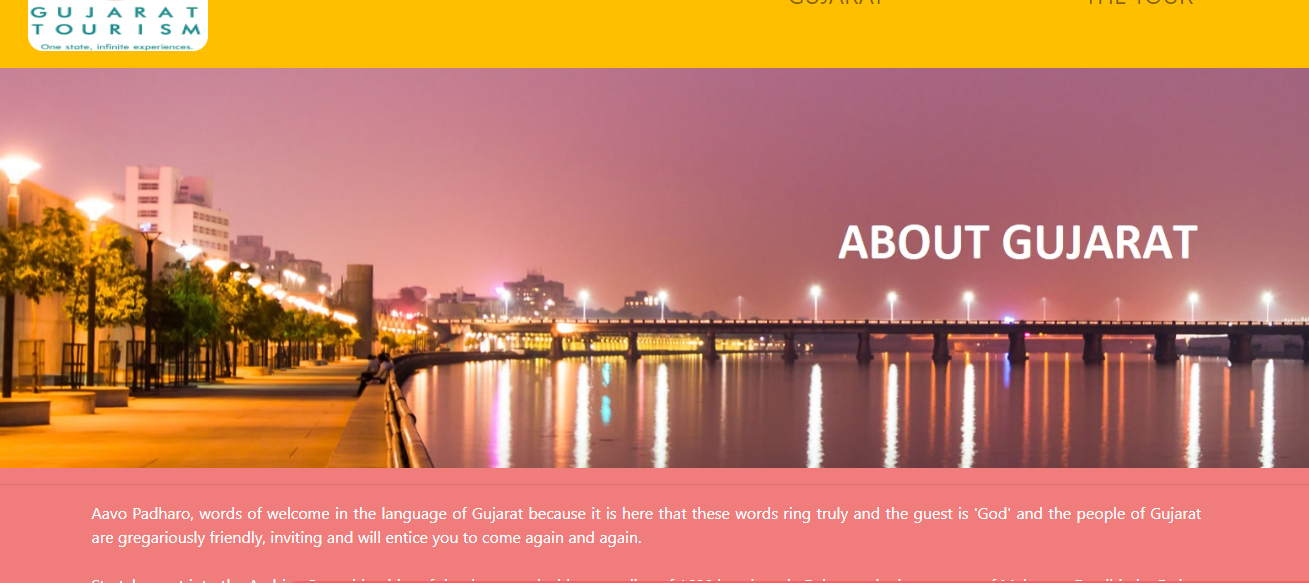 GUJARAT
TOURISM
One state, infinite experiences.
GUJARAT
THE TOUR
ABOUT GUJARAT
Aavo Padharo, words of welcome in the language of Gujarat because it is here that these words ring truly and the guest is 'God' and the people of Gujarat
are gregariously friendly, inviting and will entice you to come again and again.